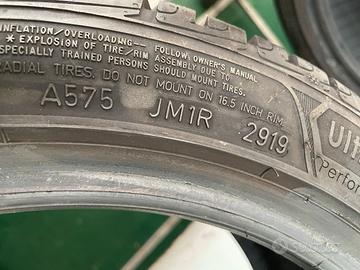 INFLATION/OVERLOADING
FOLLOW OWNER'S MANUAL
* EXPLOSION OF TIRE/RIM ASSEMBLY DUE TO
SPECIALLY TRAINED PERSONS SHOULD MOUNT TIRES.
RADIAL TIRES. DO NOT MOUNT ON 16.5 INCH RIM.
A575 JM1R 2919
Ult
Perfor